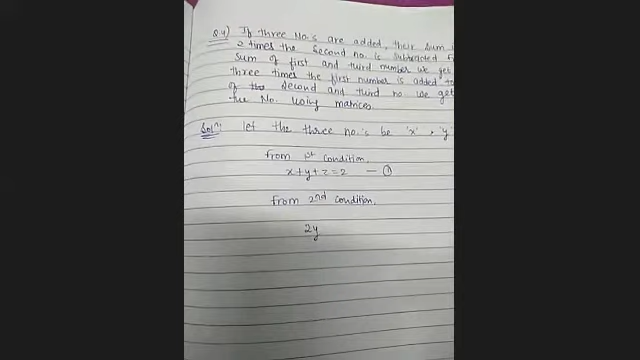 Q.4) If three No.'s are added, their sum i
2 times the second no. is subtracted f
sum of first and third number we get
three times the first number is added to
of the second and third no. we get
the No. using matrices.
Solⁿ: let the three no.'s be 'x', 'y'
from 1st condition.
x+y+z=2 — ①
from 2nd condition.
2y